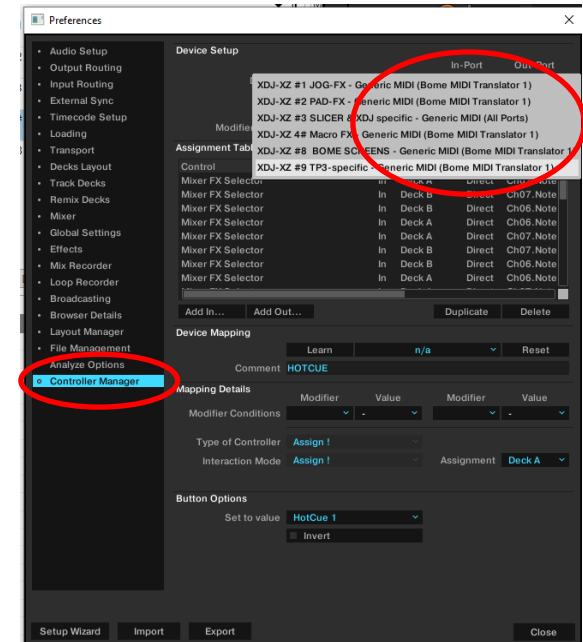 Preferences
Audio Setup
Output Routing
Input Routing
External Sync
Timecode Setup
Loading
Transport
Decks Layout
Track Decks
Remix Decks
Mixer
Global Settings
Effects
Mix Recorder
Loop Recorder
Broadcasting
Browser Details
Layout Manager
File Management
Analyze Options
Controller Manager
Device Setup
In-Port Out-Port
XDJ-XZ #1 JOG-FX - Generic MIDI (Bome MIDI Translator 1)
XDJ-XZ #2 PAD-FX - Generic MIDI (Bome MIDI Translator 1)
XDJ-XZ #3 SLICER & XDJ specific - Generic MIDI (All Ports)
XDJ-XZ 4# Macro FX - Generic MIDI (Bome MIDI Translator 1)
XDJ-XZ #8 BOME SCREENS - Generic MIDI (Bome MIDI Translator 1
XDJ-XZ #9 TP3-specific - Generic MIDI (Bome MIDI Translator 1)
Modifier
Assignment Tabl
Control
Mixer FX Selector In Deck A Direct Ch07.Note
Mixer FX Selector In Deck B Direct Ch07.Note
Mixer FX Selector In Deck B Direct Ch06.Note
Mixer FX Selector In Deck A Direct Ch06.Note
Mixer FX Selector In Deck A Direct Ch07.Note
Mixer FX Selector In Deck B Direct Ch07.Note
Mixer FX Selector In Deck B Direct Ch06.Note
Mixer FX Selector In Deck A Direct Ch06.Note
Add In... Add Out... Duplicate Delete
Device Mapping
Learn n/a Reset
Comment HOTCUE
Mapping Details
Modifier Value Modifier Value
Modifier Conditions - -
Type of Controller Assign !
Interaction Mode Assign ! Assignment Deck A
Button Options
Set to value HotCue 1
Invert
Setup Wizard Import Export Close